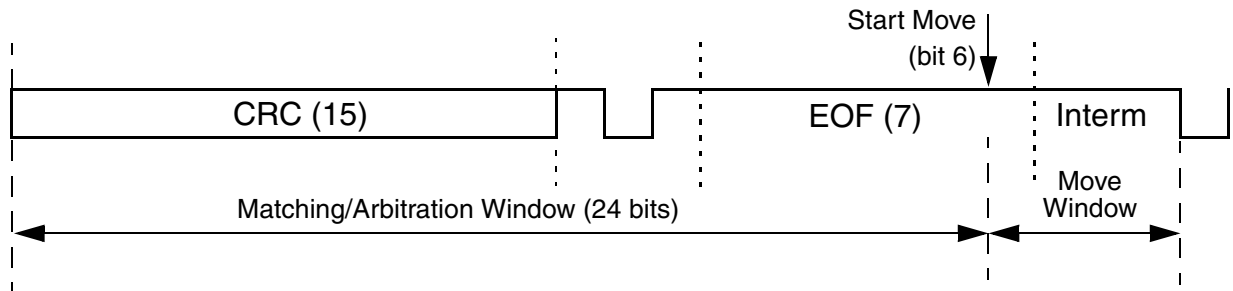 Start Move
(bit 6)
CRC (15)
EOF (7)
Interm
Matching/Arbitration Window (24 bits)
Move
Window